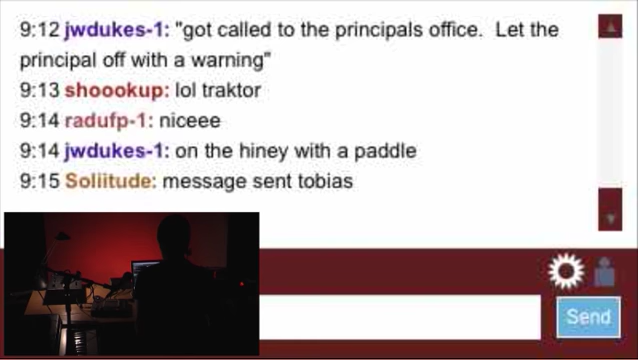 9:12 jwdukes-1: "got called to the principals office.  Let the
principal off with a warning"
9:13 shoookup: lol traktor
9:14 radufp-1: niceee
9:14 jwdukes-1: on the hiney with a paddle
9:15 Soliitude: message sent tobias
Send